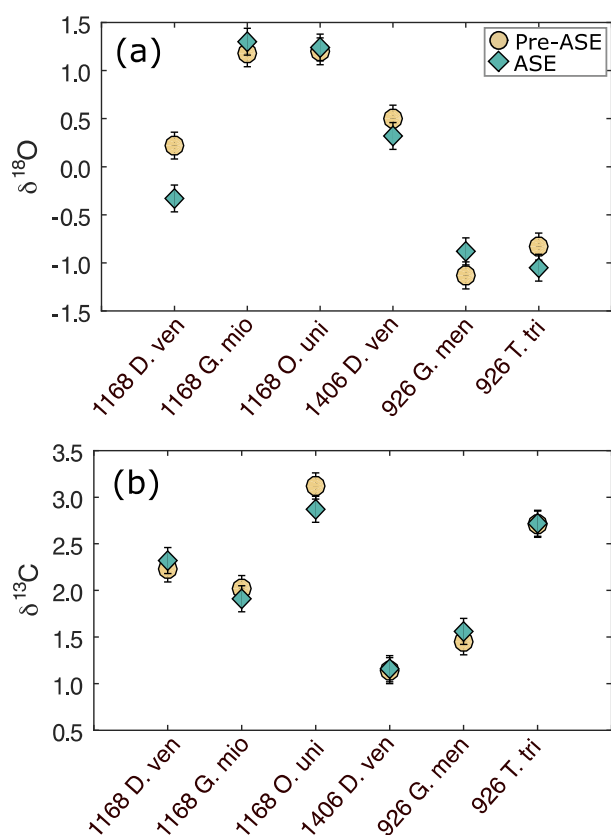 (a)
Pre-ASE
ASE
δ18O
1.5
1.0
0.5
0.0
-0.5
-1.0
-1.5
1168 D. ven
1168 G. mio
1168 O. uni
1406 D. ven
926 G. men
926 T. tri
(b)
δ13C
3.5
3.0
2.5
2.0
1.5
1.0
0.5
1168 D. ven
1168 G. mio
1168 O. uni
1406 D. ven
926 G. men
926 T. tri